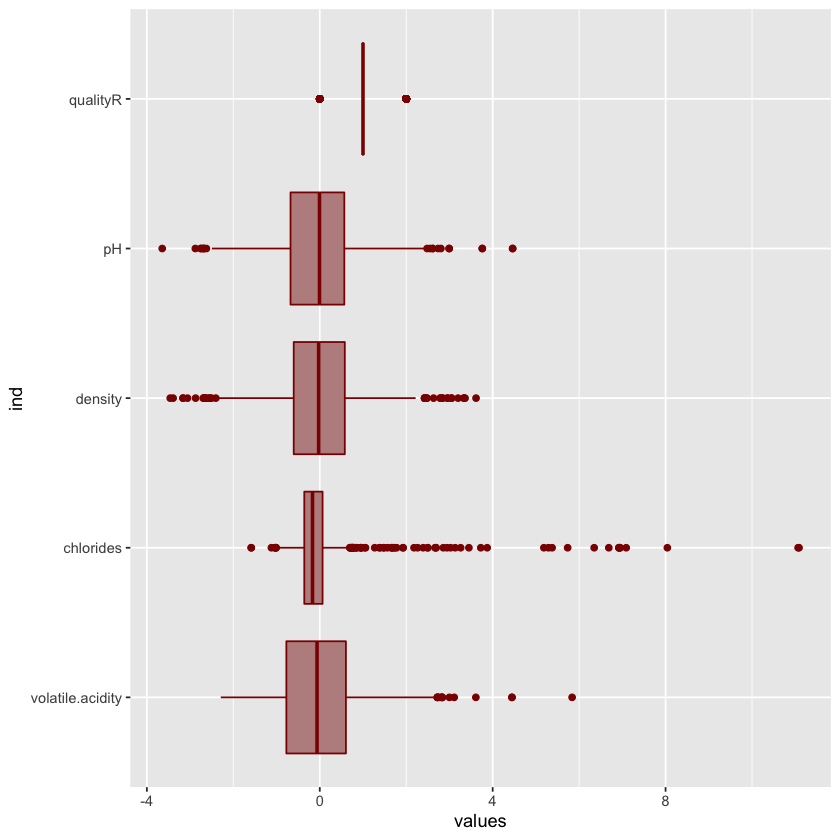 qualityR
pH
density
chlorides
volatile.acidity
ind
-4
0
4
8
values